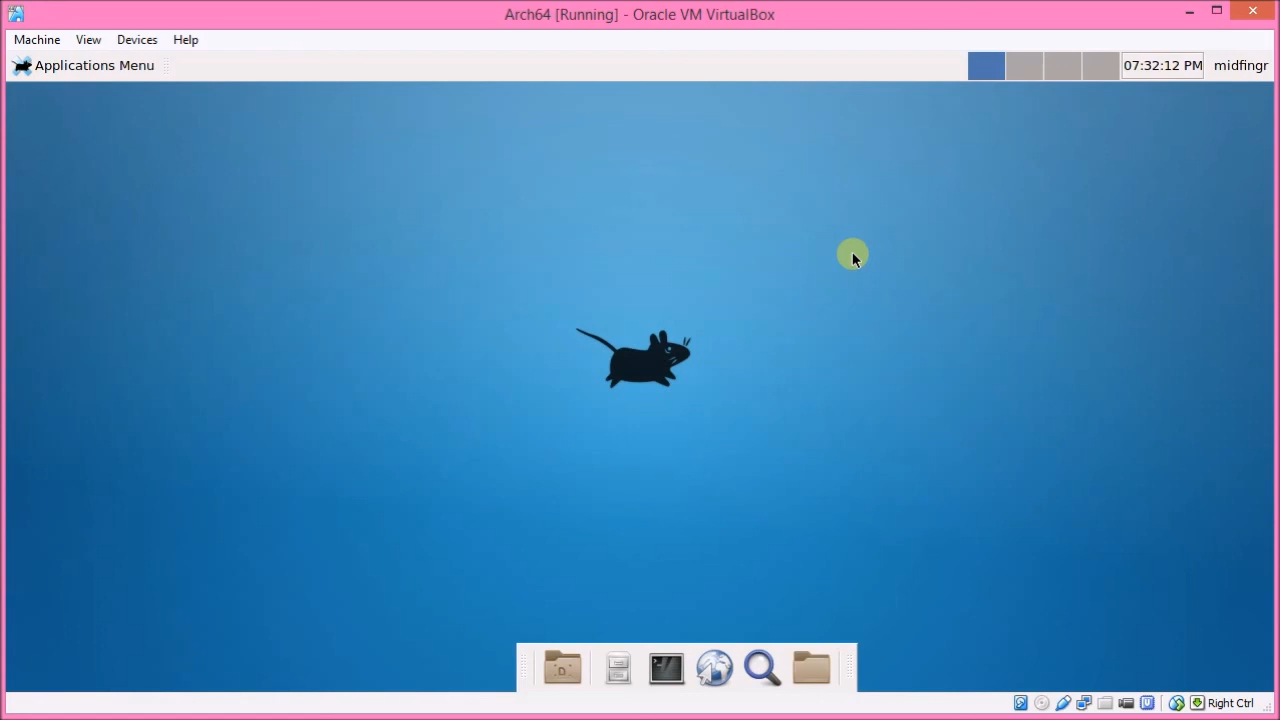 Arch64 [Running] - Oracle VM VirtualBox
Machine View Devices Help
Applications Menu
07:32:12 PM midfingr
D
Right Ctrl